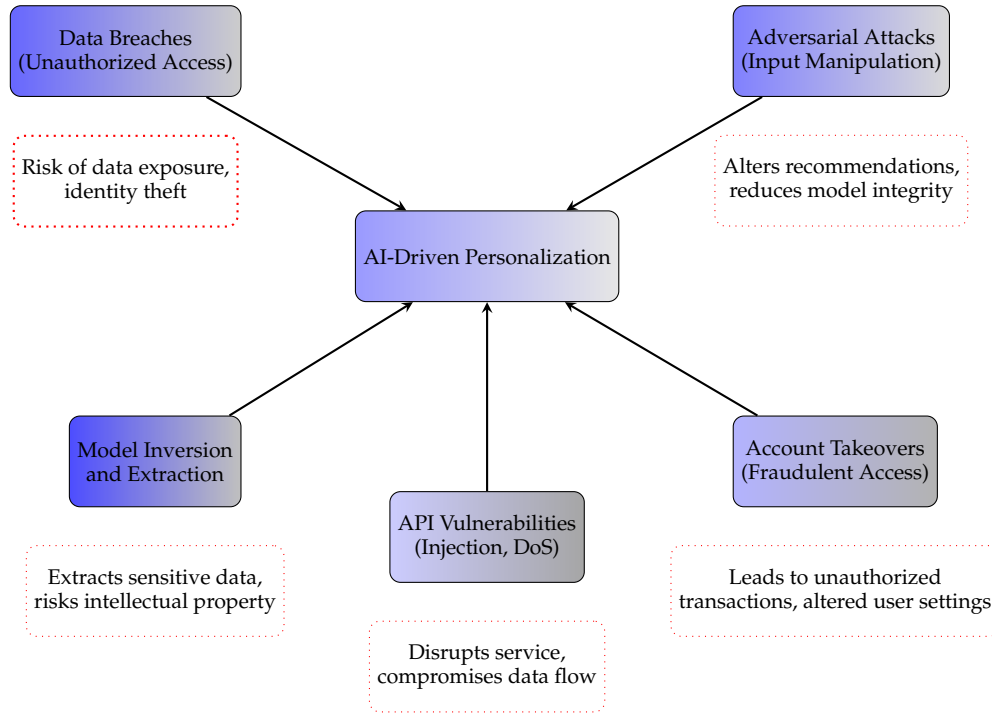 Data Breaches
(Unauthorized Access)
Adversarial Attacks
(Input Manipulation)
Risk of data exposure,
identity theft
Alters recommendations,
reduces model integrity
AI-Driven Personalization
Model Inversion
and Extraction
Account Takeovers
(Fraudulent Access)
API Vulnerabilities
(Injection, DoS)
Extracts sensitive data,
risks intellectual property
Leads to unauthorized
transactions, altered user settings
Disrupts service,
compromises data flow